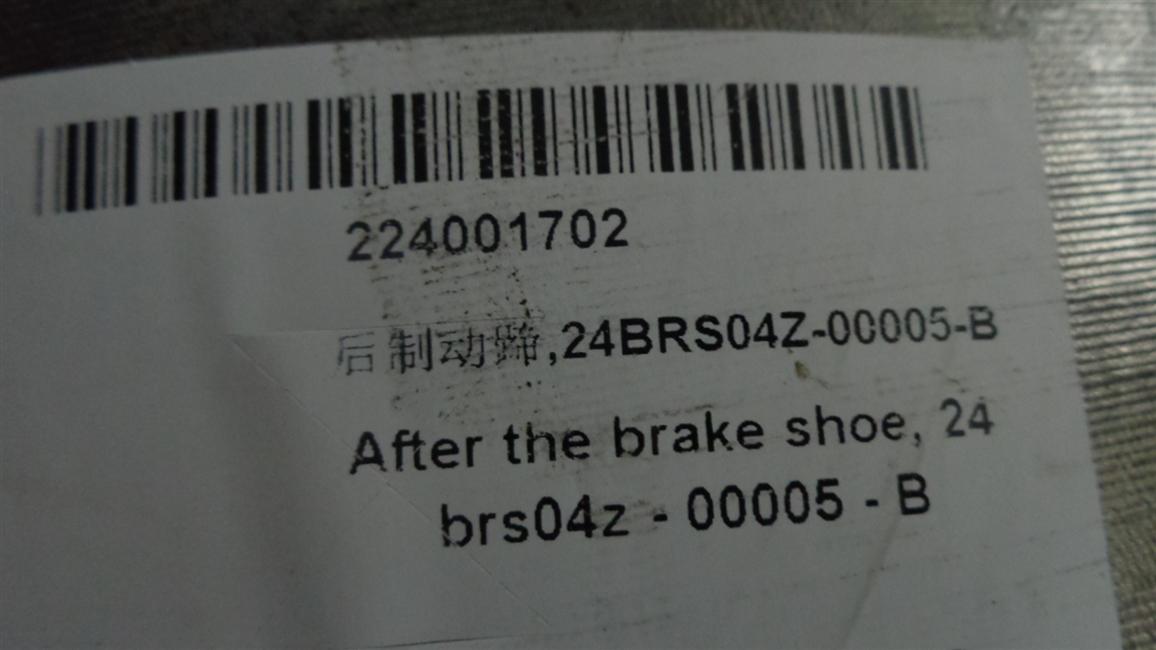 224001702
后制动蹄,24BRS04Z-00005-B
After the brake shoe, 24
brs04z - 00005 - B